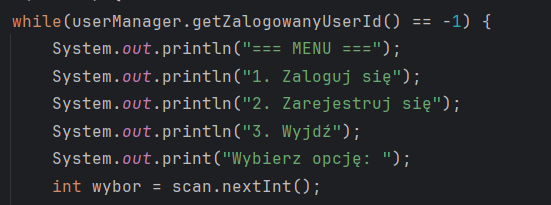 while(userManager.getZalogowanyUserId() == -1) {
System.out.println("=== MENU ===");
System.out.println("1. Zaloguj się");
System.out.println("2. Zarejestruj się");
System.out.println("3. Wyjdź");
System.out.print("Wybierz opcję: ");
int wybor = scan.nextInt();